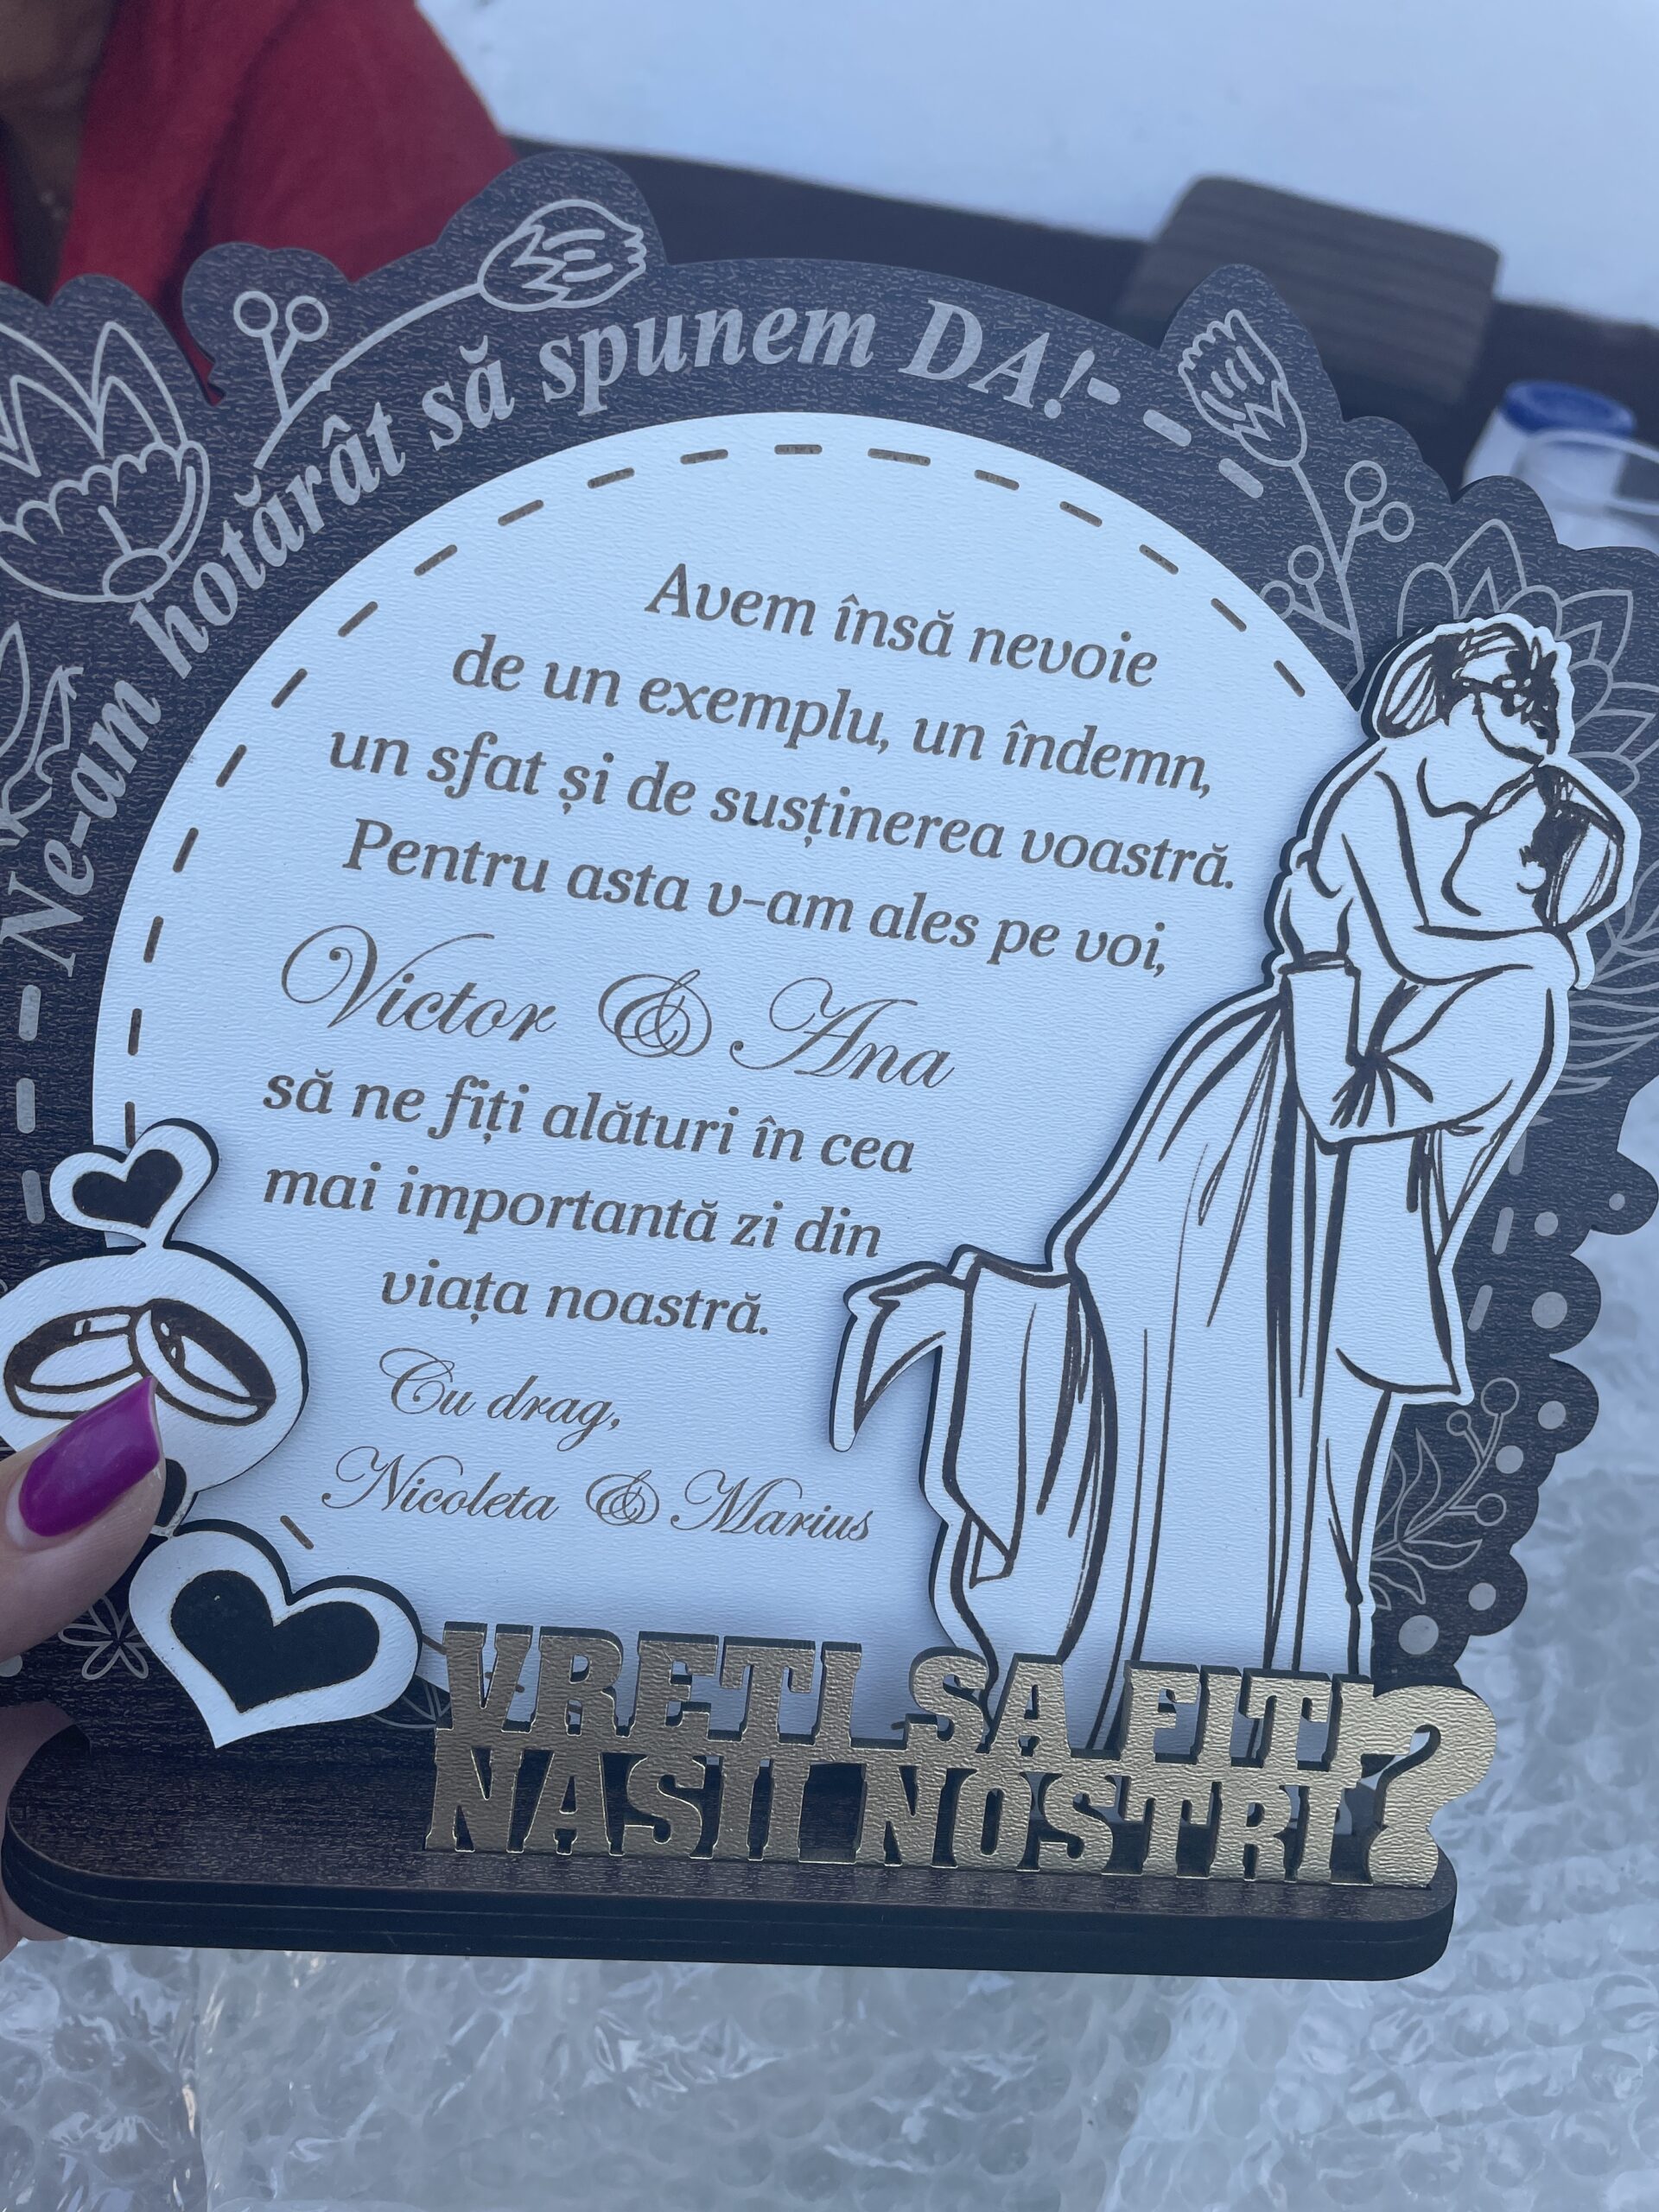 Ne-am hotărât să spunem DA!
Avem însă nevoie
de un exemplu, un îndemn,
un sfat și de susținerea voastră.
Pentru asta v-am ales pe voi,
Victor & Ana
să ne fiți alături în cea
mai importantă zi din
viața noastră.
Cu drag,
Nicoleta & Marius
VRETI SA FITI
NASII NOSTRI?